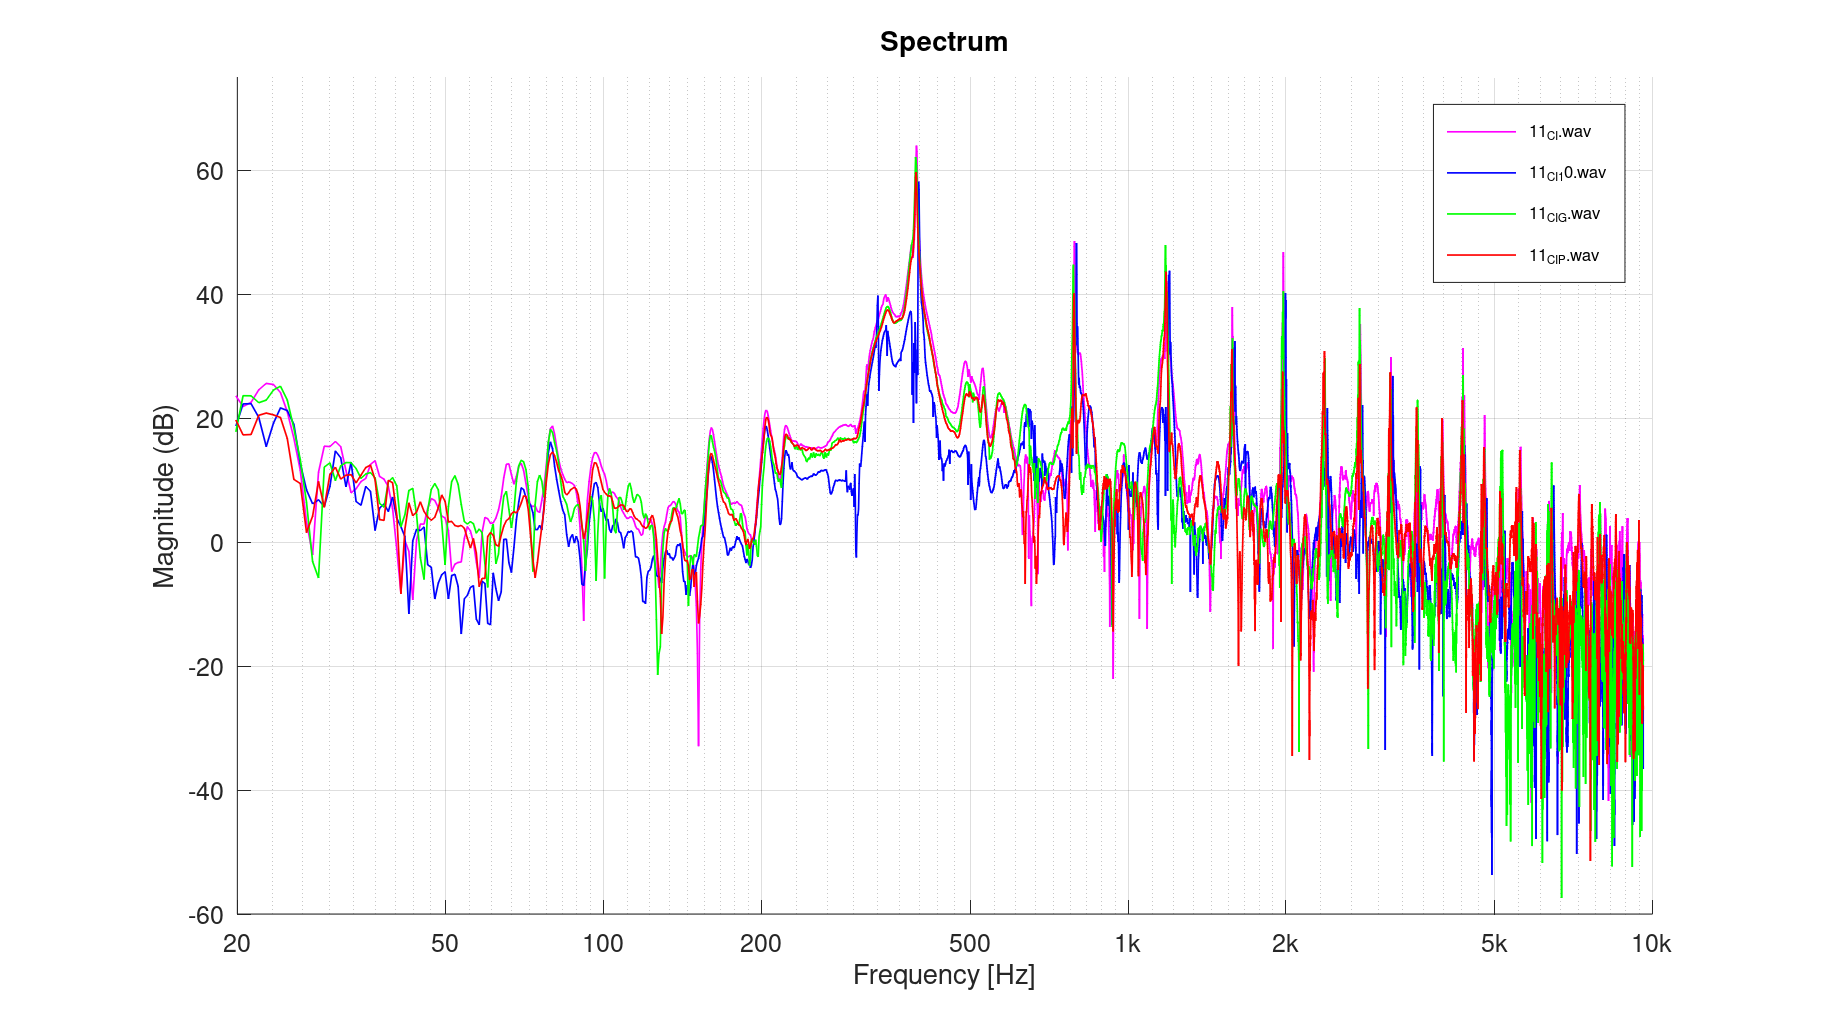 Spectrum
11CI.wav
11CI10.wav
11CIG.wav
11CIP.wav
Magnitude (dB)
60
40
20
0
-20
-40
-60
20 50 100 200 500 1k 2k 5k 10k
Frequency [Hz]